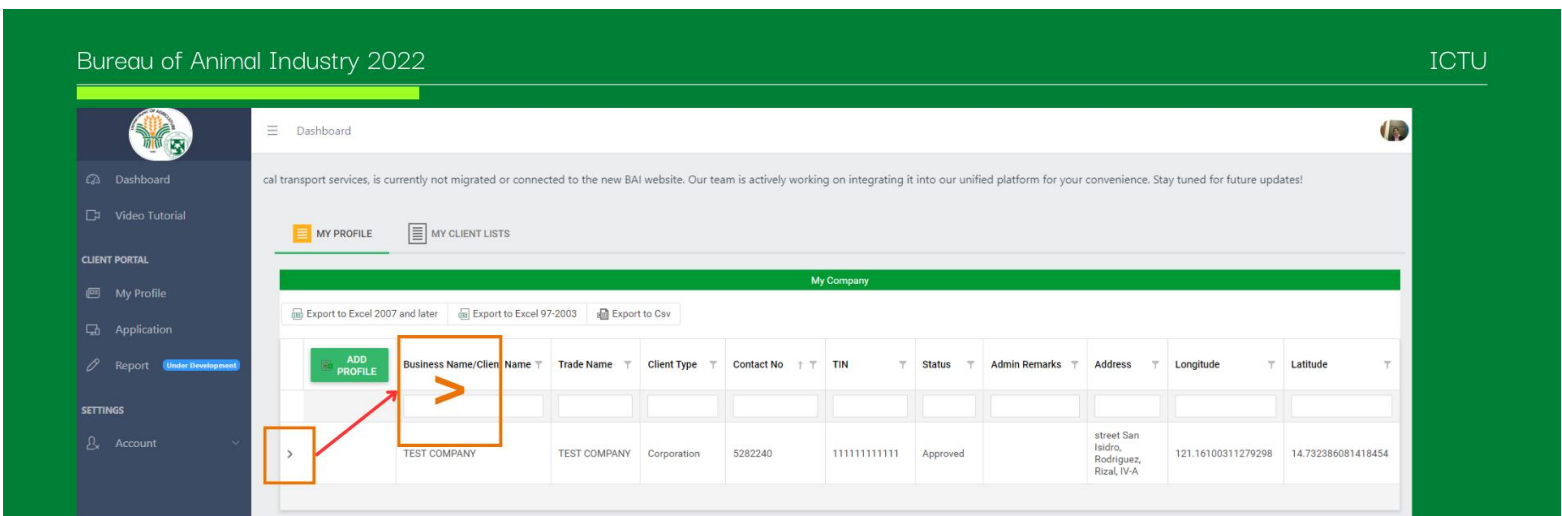 Bureau of Animal Industry 2022
ICTU
Dashboard
Dashboard
cal transport services, is currently not migrated or connected to the new BAI website. Our team is actively working on integrating it into our unified platform for your convenience. Stay tuned for future updates!
Video Tutorial
MY PROFILE
MY CLIENT LISTS
CLIENT PORTAL
My Company
My Profile
Export to Excel 2007 and later
Export to Excel 97-2003
Export to Csv
Application
Report Under Development
ADD PROFILE
Business Name/Client Name
Trade Name
Client Type
Contact No
TIN
Status
Admin Remarks
Address
Longitude
Latitude
>
SETTINGS
Account
>
TEST COMPANY
TEST COMPANY
Corporation
5282240
111111111111
Approved
street San
Isidro,
Rodriguez,
Rizal, IV-A
121.16100311279298
14.732386081418454